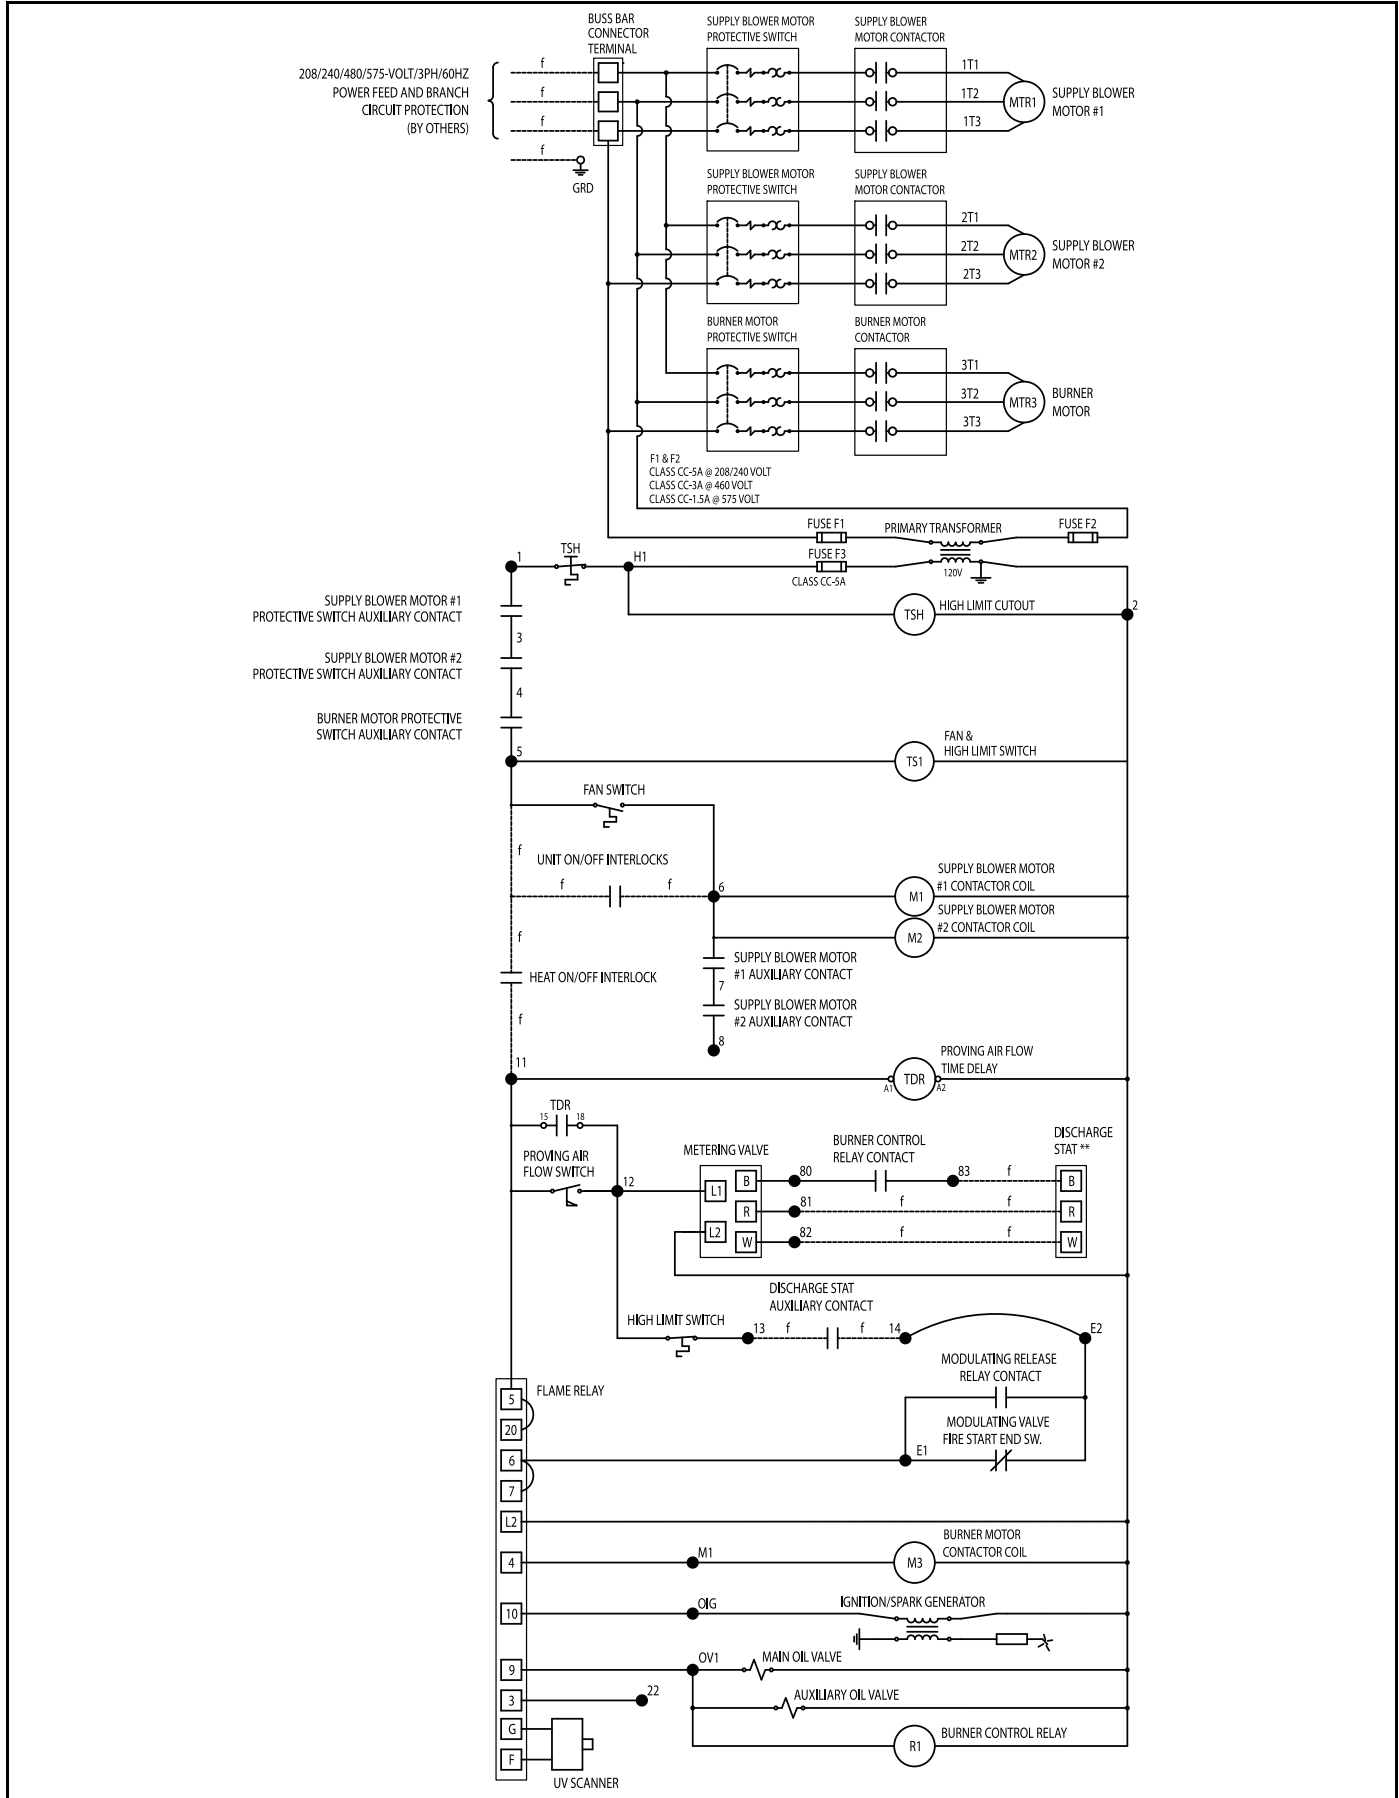 BUSS BAR
CONNECTOR
TERMINAL
SUPPLY BLOWER MOTOR
PROTECTIVE SWITCH
SUPPLY BLOWER
MOTOR CONTACTOR
208/240/480/575-VOLT/3PH/60HZ
POWER FEED AND BRANCH
CIRCUIT PROTECTION
(BY OTHERS)
f
f
f
f
GRD
1T1
1T2
1T3
MTR1
SUPPLY BLOWER
MOTOR #1
SUPPLY BLOWER MOTOR
PROTECTIVE SWITCH
SUPPLY BLOWER
MOTOR CONTACTOR
2T1
2T2
2T3
MTR2
SUPPLY BLOWER
MOTOR #2
BURNER MOTOR
PROTECTIVE SWITCH
BURNER MOTOR
CONTACTOR
3T1
3T2
3T3
MTR3
BURNER
MOTOR
F1 & F2
CLASS CC-5A @ 208/240 VOLT
CLASS CC-3A @ 460 VOLT
CLASS CC-1.5A @ 575 VOLT
FUSE F1
PRIMARY TRANSFORMER
FUSE F2
1
TSH
H1
FUSE F3
CLASS CC-5A
120V
SUPPLY BLOWER MOTOR #1
PROTECTIVE SWITCH AUXILIARY CONTACT
TSH
HIGH LIMIT CUTOUT
2
3
SUPPLY BLOWER MOTOR #2
PROTECTIVE SWITCH AUXILIARY CONTACT
4
BURNER MOTOR PROTECTIVE
SWITCH AUXILIARY CONTACT
5
TS1
FAN &
HIGH LIMIT SWITCH
FAN SWITCH
f
UNIT ON/OFF INTERLOCKS
f
f
6
M1
SUPPLY BLOWER MOTOR
#1 CONTACTOR COIL
f
M2
SUPPLY BLOWER MOTOR
#2 CONTACTOR COIL
HEAT ON/OFF INTERLOCK
SUPPLY BLOWER MOTOR
#1 AUXILIARY CONTACT
7
SUPPLY BLOWER MOTOR
#2 AUXILIARY CONTACT
8
f
11
A1
TDR
A2
PROVING AIR FLOW
TIME DELAY
TDR
15
18
PROVING AIR
FLOW SWITCH
12
METERING VALVE
L1
L2
B
R
W
80
81
82
BURNER CONTROL
RELAY CONTACT
83
f
f
f
f
f
DISCHARGE
STAT **
B
R
W
HIGH LIMIT SWITCH
13
f
DISCHARGE STAT
AUXILIARY CONTACT
f
14
E2
MODULATING RELEASE
RELAY CONTACT
MODULATING VALVE
FIRE START END SW.
E1
FLAME RELAY
5
20
6
7
L2
4
M1
M3
BURNER MOTOR
CONTACTOR COIL
10
OIG
IGNITION/SPARK GENERATOR
9
OV1
MAIN OIL VALVE
3
22
AUXILIARY OIL VALVE
G
F
UV SCANNER
R1
BURNER CONTROL RELAY